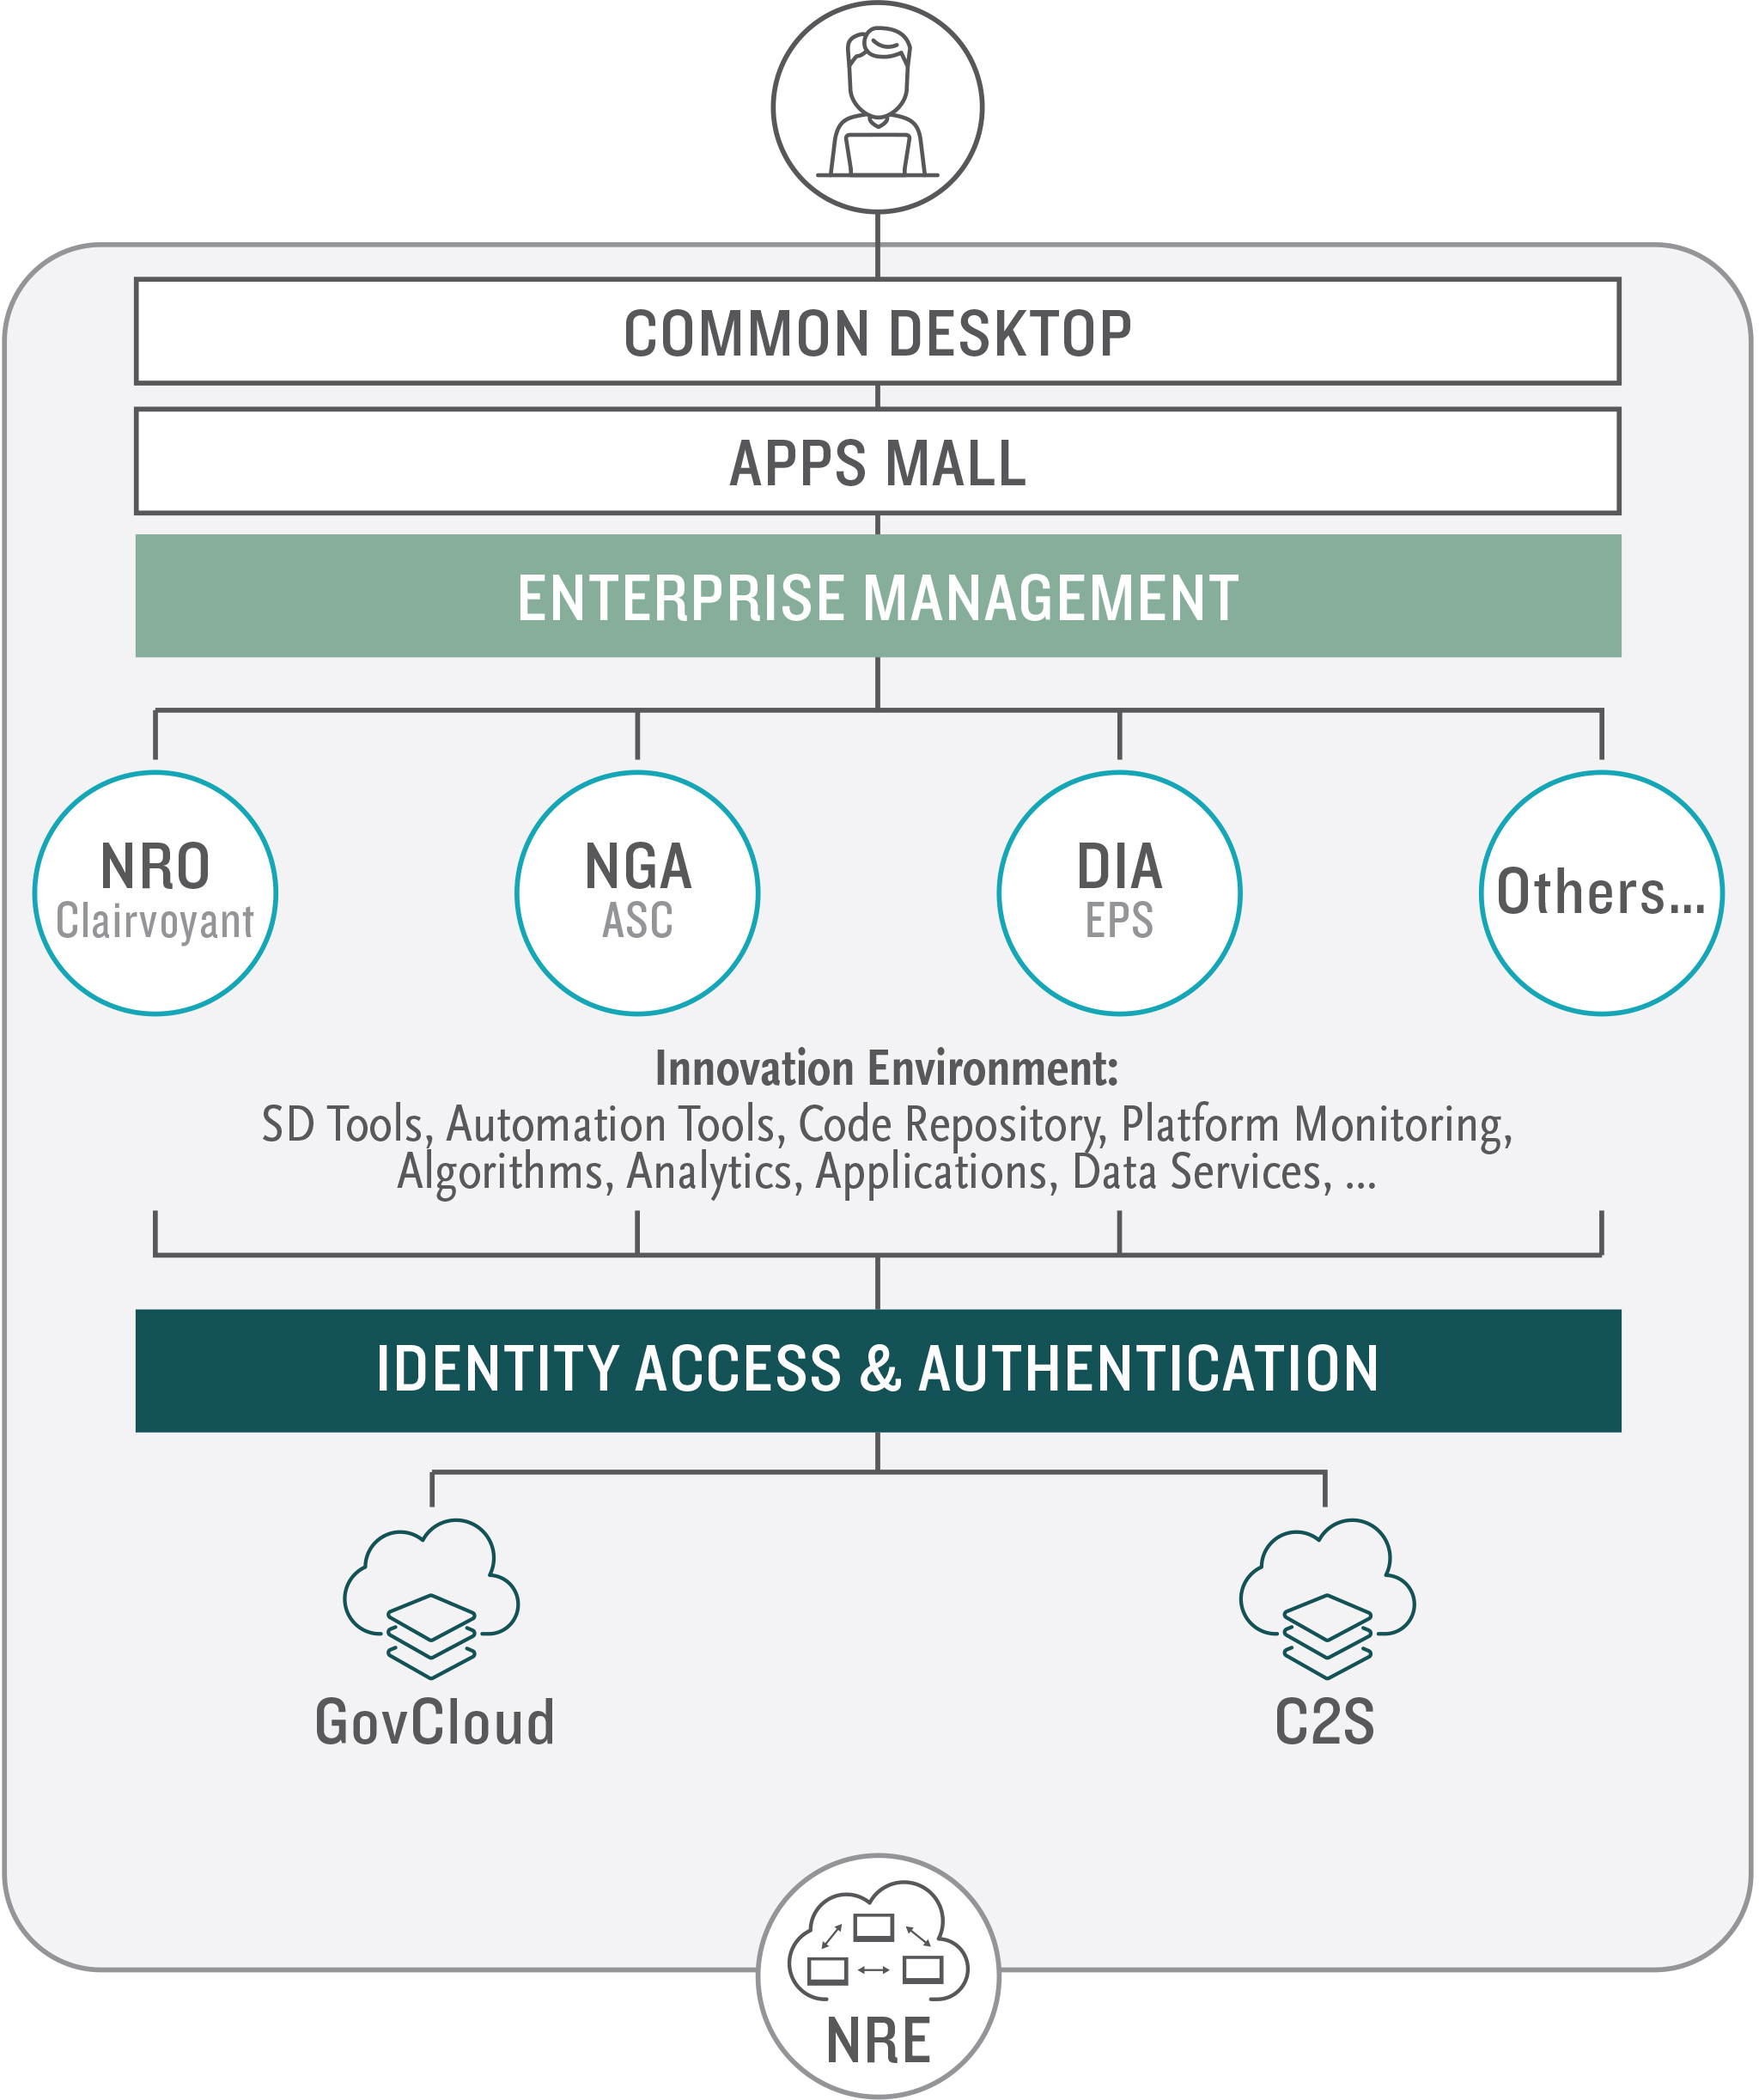 COMMON DESKTOP
APPS MALL
ENTERPRISE MANAGEMENT
NRO
Clairvoyant
NGA
ASC
DIA
EPS
Others...
Innovation Environment:
SD Tools, Automation Tools, Code Repository, Platform Monitoring,
Algorithms, Analytics, Applications, Data Services, ...
IDENTITY ACCESS & AUTHENTICATION
GovCloud
C2S
NRE